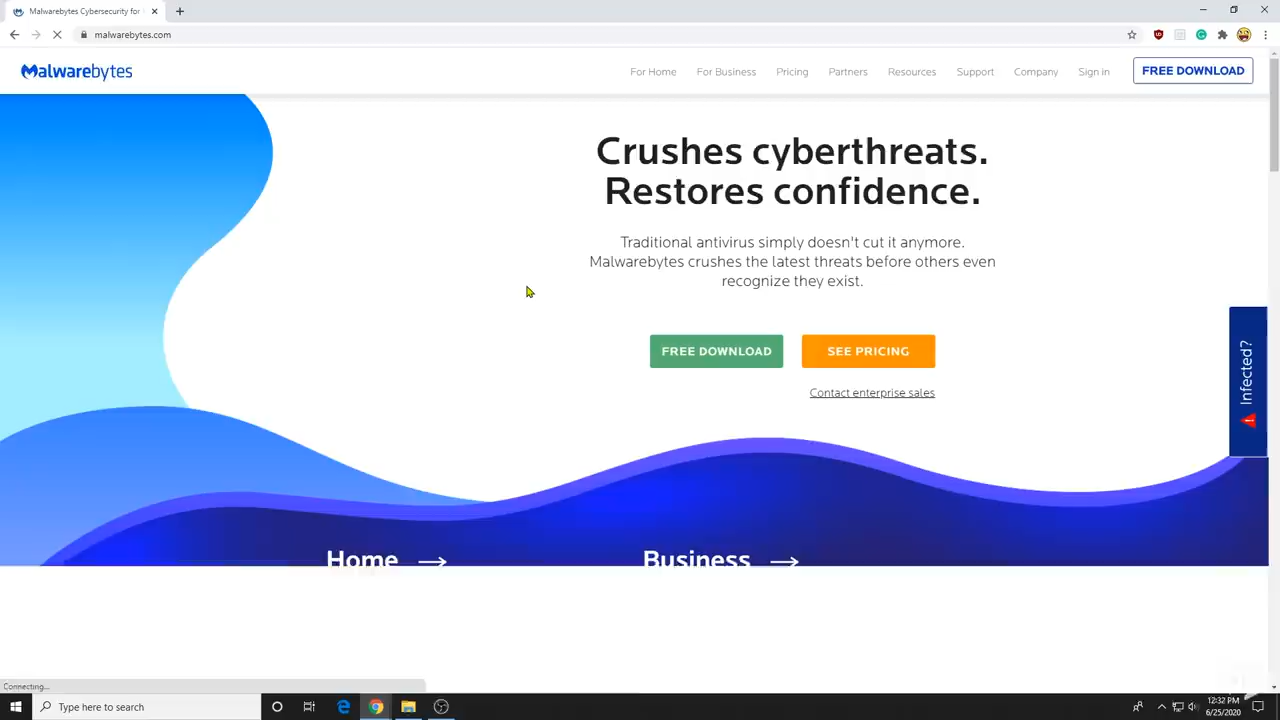 Malwarebytes Cybersecurity for
malwarebytes.com
Malwarebytes
For Home
For Business
Pricing
Partners
Resources
Support
Company
Sign in
FREE DOWNLOAD
Crushes cyberthreats.
Restores confidence.
Traditional antivirus simply doesn't cut it anymore.
Malwarebytes crushes the latest threats before others even
recognize they exist.
FREE DOWNLOAD
SEE PRICING
Contact enterprise sales
Infected?
Home
Business
Connecting...
Type here to search
12:32 PM
6/25/2020